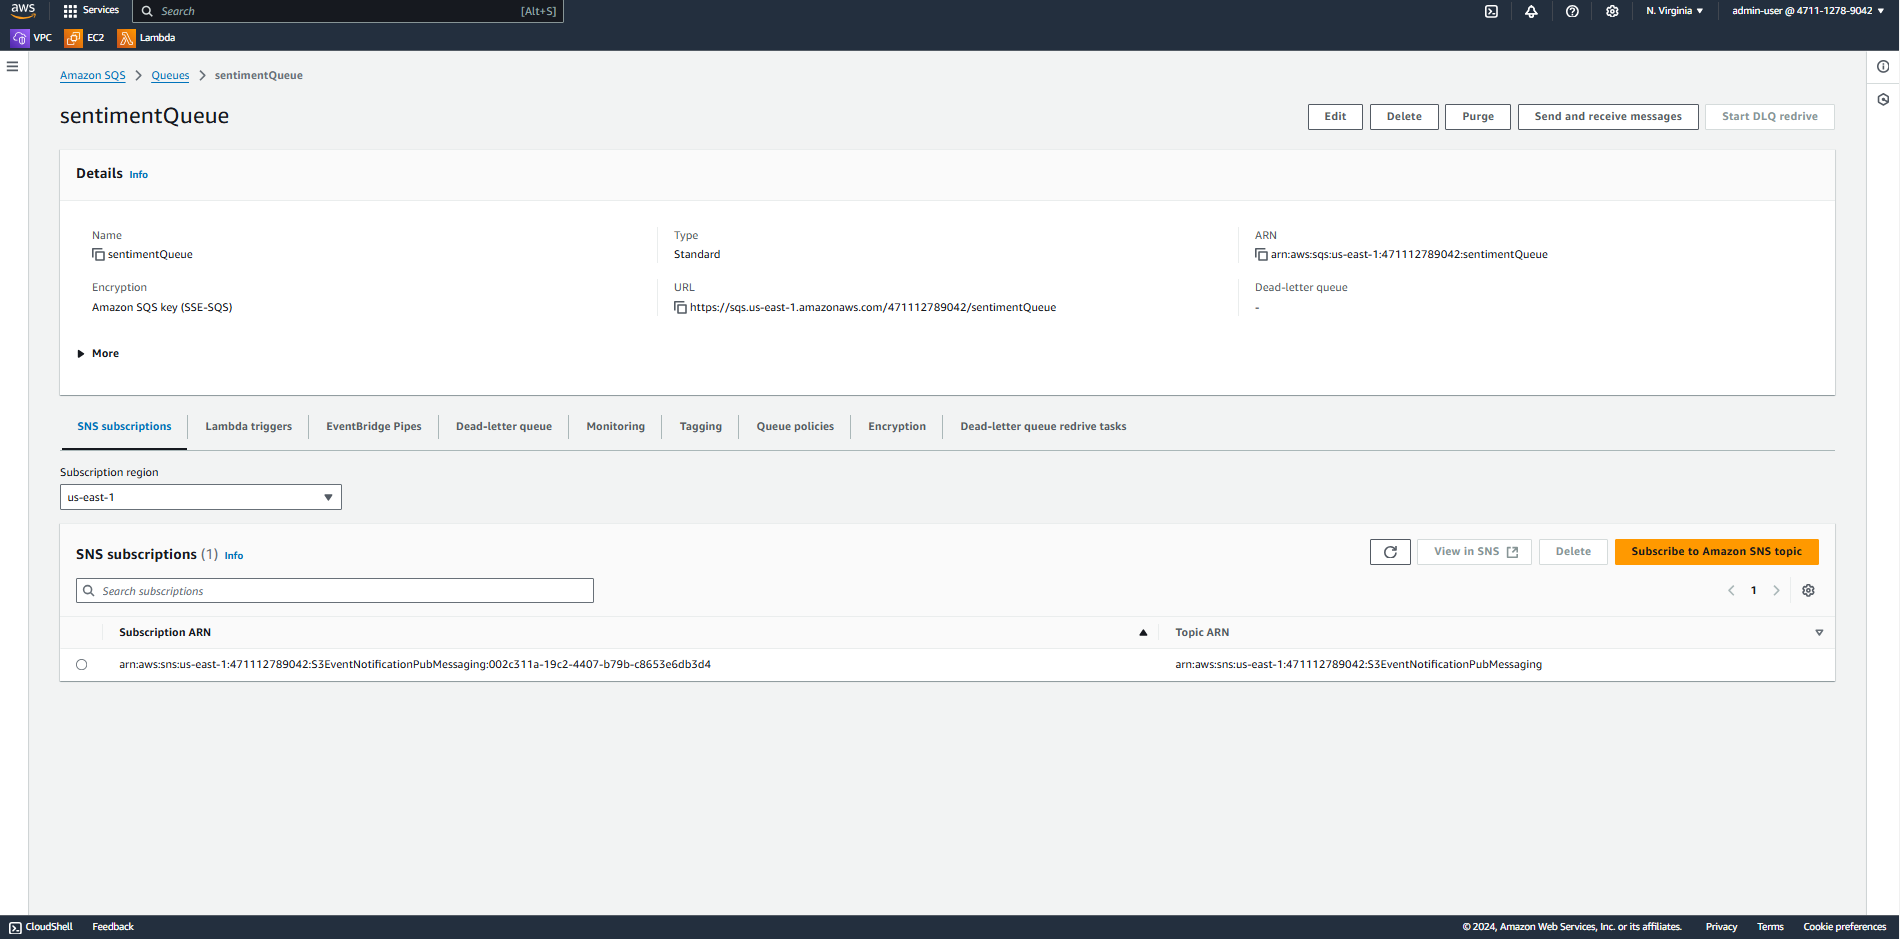 aws Services Search [Alt+S] N. Virginia ▼ admin-user @ 4711-1278-9042 ▼
VPC EC2 Lambda
Amazon SQS > Queues > sentimentQueue
sentimentQueue Edit Delete Purge Send and receive messages Start DLQ redrive
Details Info
Name Type ARN
sentimentQueue Standard arn:aws:sqs:us-east-1:471112789042:sentimentQueue
Encryption URL Dead-letter queue
Amazon SQS key (SSE-SQS) https://sqs.us-east-1.amazonaws.com/471112789042/sentimentQueue -
More
SNS subscriptions Lambda triggers EventBridge Pipes Dead-letter queue Monitoring Tagging Queue policies Encryption Dead-letter queue redrive tasks
Subscription region
us-east-1
SNS subscriptions (1) Info View in SNS Delete Subscribe to Amazon SNS topic
Search subscriptions 1
Subscription ARN Topic ARN
arn:aws:sns:us-east-1:471112789042:S3EventNotificationPubMessaging:002c311a-19c2-4407-b79b-c8653e6db3d4 arn:aws:sns:us-east-1:471112789042:S3EventNotificationPubMessaging
CloudShell Feedback © 2024, Amazon Web Services, Inc. or its affiliates. Privacy Terms Cookie preferences